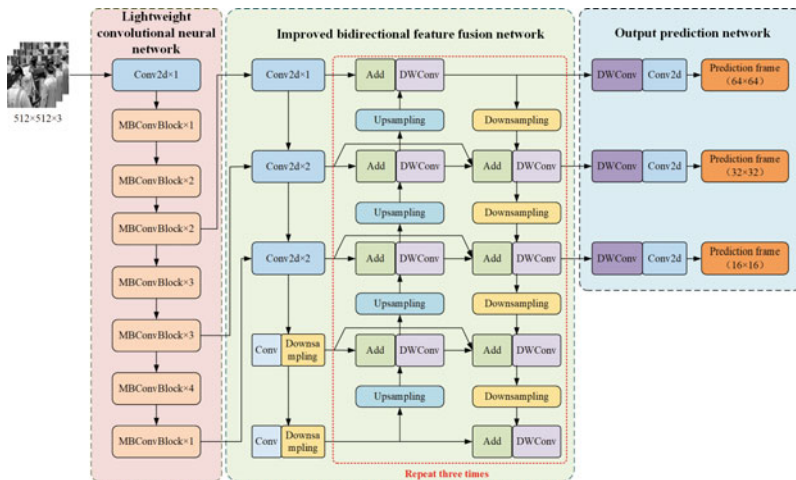 Lightweight
convolutional neural
network
Improved bidirectional feature fusion network
Output prediction network
512×512×3
Conv2d×1
MBConvBlock×1
MBConvBlock×2
MBConvBlock×2
MBConvBlock×3
MBConvBlock×3
MBConvBlock×4
MBConvBlock×1
Conv2d×1
Conv2d×2
Conv2d×2
Conv
Downsa
mpling
Conv
Downsa
mpling
Add
DWConv
Upsampling
Downsampling
Add
DWConv
Add
DWConv
Upsampling
Downsampling
Add
DWConv
Add
DWConv
Upsampling
Downsampling
Add
DWConv
Add
DWConv
Upsampling
Downsampling
Add
DWConv
Repeat three times
DWConv
Conv2d
Prediction frame
(64×64)
DWConv
Conv2d
Prediction frame
(32×32)
DWConv
Conv2d
Prediction frame
(16×16)